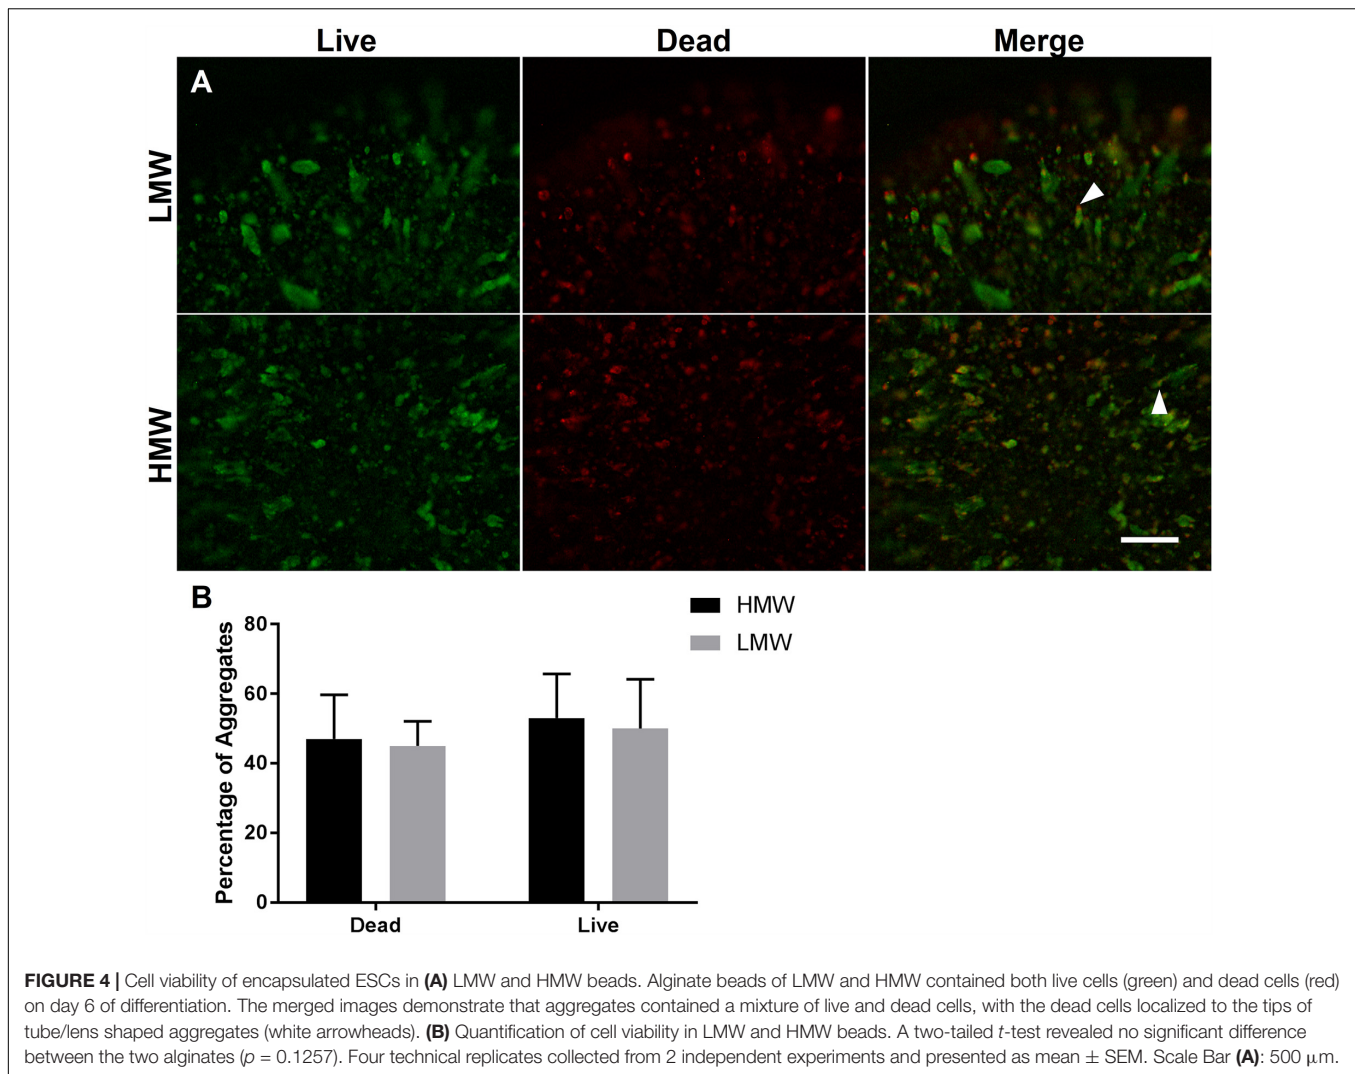 Live Dead Merge
A
LMW
HMW
B
HMW
LMW
Percentage of Aggregates
80
60
40
20
0
Dead Live
FIGURE 4 | Cell viability of encapsulated ESCs in (A) LMW and HMW beads. Alginate beads of LMW and HMW contained both live cells (green) and dead cells (red)
on day 6 of differentiation. The merged images demonstrate that aggregates contained a mixture of live and dead cells, with the dead cells localized to the tips of
tube/lens shaped aggregates (white arrowheads). (B) Quantification of cell viability in LMW and HMW beads. A two-tailed t-test revealed no significant difference
between the two alginates (p = 0.1257). Four technical replicates collected from 2 independent experiments and presented as mean ± SEM. Scale Bar (A): 500 μm.